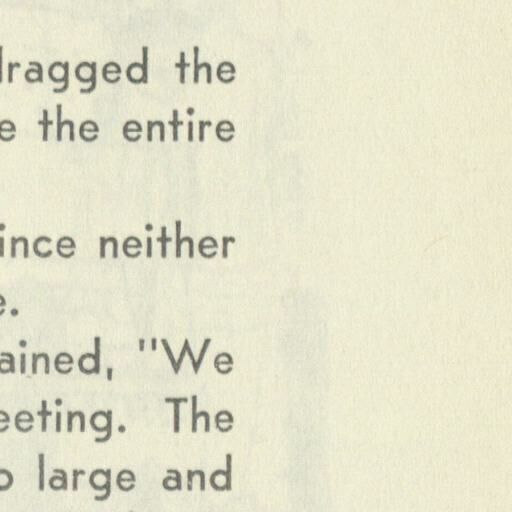 dragged the
e the entire
ince neither
e.
ained, "We
eeting. The
o large and